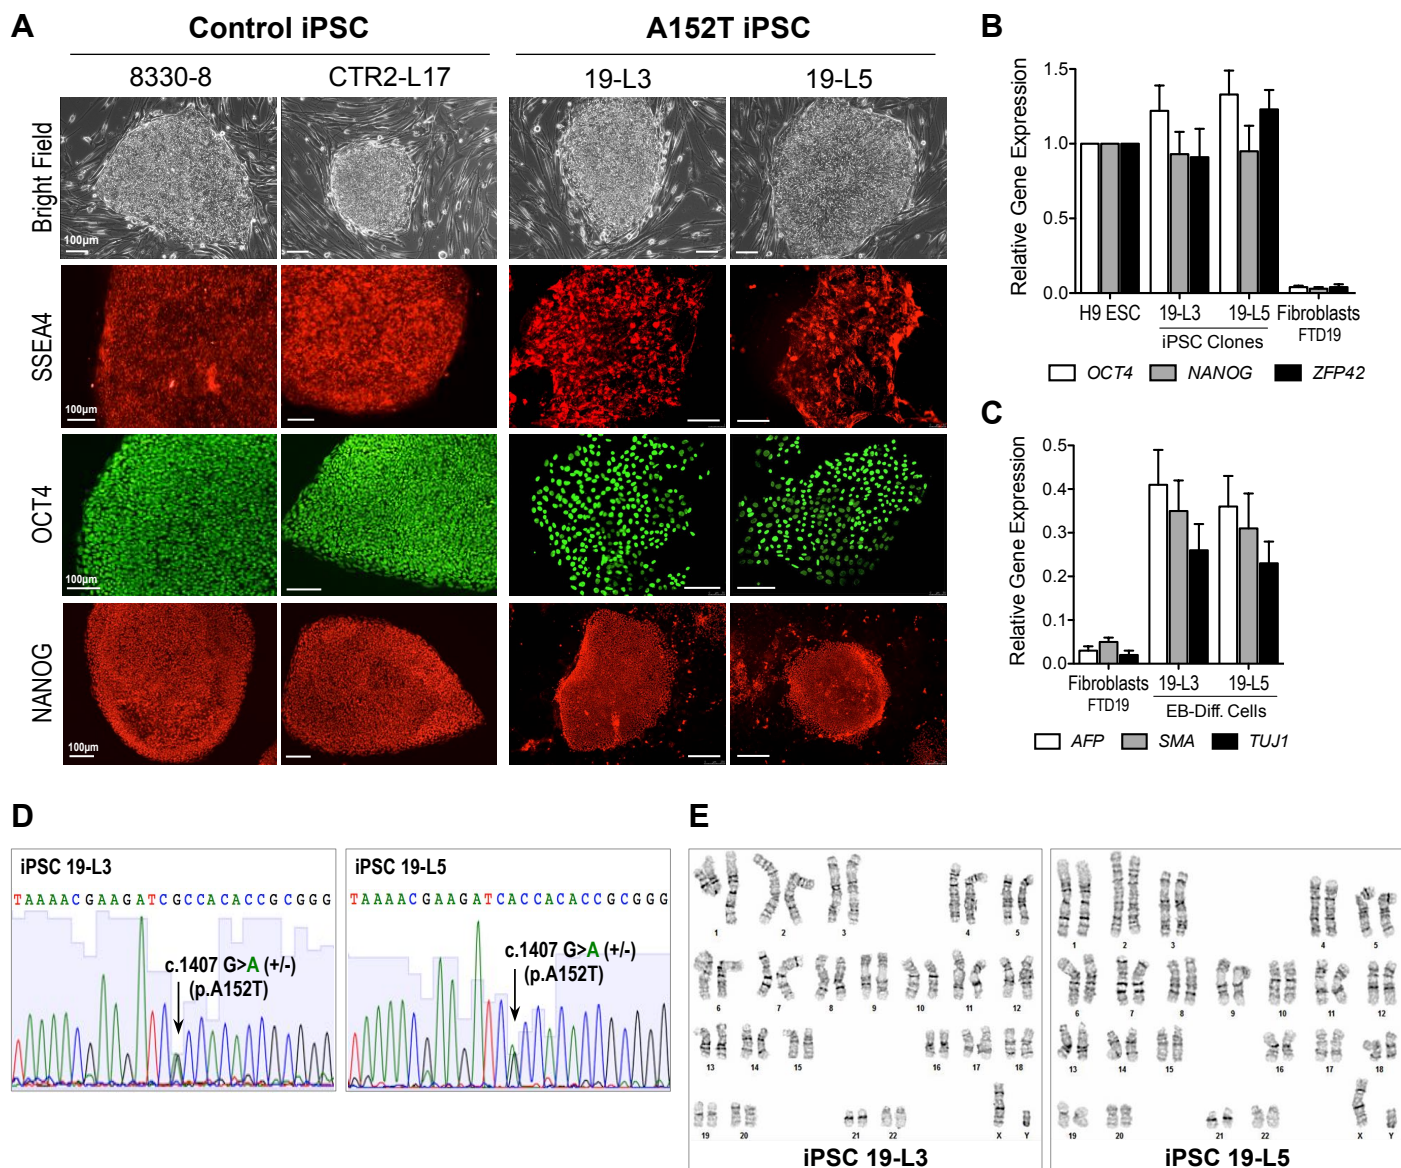 A
Control iPSC
A152T iPSC
8330-8
CTR2-L17
19-L3
19-L5
Bright Field
100µm
SSEA4
100µm
OCT4
100µm
NANOG
100µm
B
Relative Gene Expression
1.5
1.0
0.5
0.0
H9 ESC
19-L3
19-L5
Fibroblasts
iPSC Clones
FTD19
OCT4
NANOG
ZFP42
C
Relative Gene Expression
0.5
0.4
0.3
0.2
0.1
0.0
Fibroblasts
19-L3
19-L5
FTD19
EB-Diff. Cells
AFP
SMA
TUJ1
D
iPSC 19-L3
TAAAACGAAGATCGCCACACCGCGGG
c.1407 G>A (+/-)
(p.A152T)
iPSC 19-L5
TAAAACGAAGATCACCACACCGCGGG
c.1407 G>A (+/-)
(p.A152T)
E
1 2 3 4 5
6 7 8 9 10 11 12
13 14 15 16 17 18
19 20 21 22 X Y
iPSC 19-L3
1 2 3 4 5
6 7 8 9 10 11 12
13 14 15 16 17 18
19 20 21 22 X Y
iPSC 19-L5